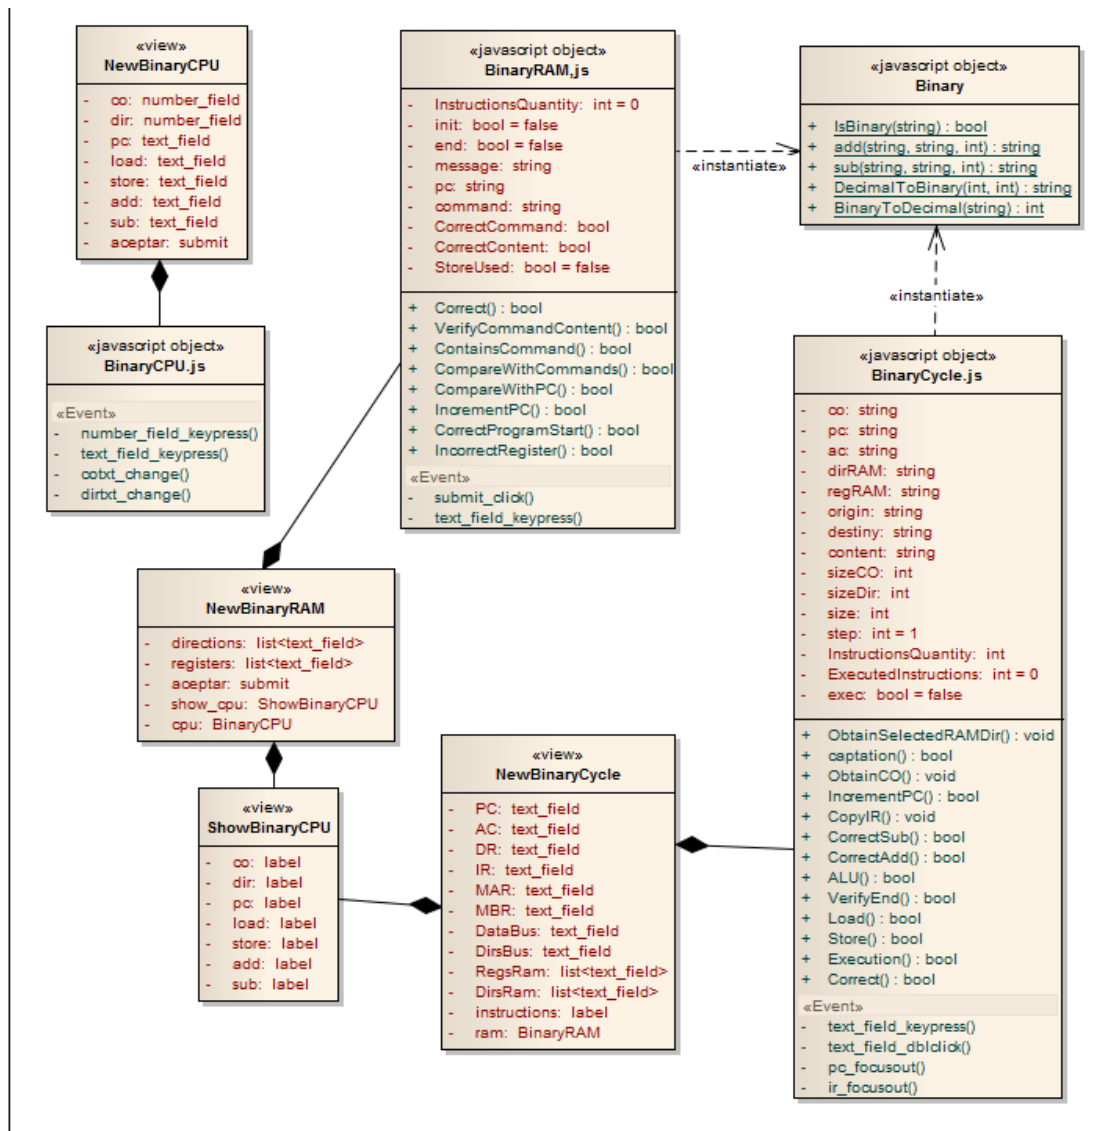 «view»
NewBinaryCPU
- co: number_field
- dir: number_field
- pc: text_field
- load: text_field
- store: text_field
- add: text_field
- sub: text_field
- aceptar: submit
«javascript object»
BinaryCPU.js
«Event»
- number_field_keypress()
- text_field_keypress()
- cotxt_change()
- dirtxt_change()
«javascript object»
BinaryRAM,js
- InstructionsQuantity: int = 0
- init: bool = false
- end: bool = false
- message: string
- pc: string
- command: string
- CorrectCommand: bool
- CorrectContent: bool
- StoreUsed: bool = false
+ Correct() : bool
+ VerifyCommandContent() : bool
+ ContainsCommand() : bool
+ CompareWithCommands() : bool
+ CompareWithPC() : bool
+ IncrementPC() : bool
+ CorrectProgramStart() : bool
+ IncorrectRegister() : bool
«Event»
- submit_click()
- text_field_keypress()
«instantiate»
«javascript object»
Binary
+ IsBinary(string) : bool
+ add(string, string, int) : string
+ sub(string, string, int) : string
+ DecimalToBinary(int, int) : string
+ BinaryToDecimal(string) : int
«instantiate»
«javascript object»
BinaryCycle.js
- co: string
- pc: string
- ac: string
- dirRAM: string
- regRAM: string
- origin: string
- destiny: string
- content: string
- sizeCO: int
- sizeDir: int
- size: int
- step: int = 1
- InstructionsQuantity: int
- ExecutedInstructions: int = 0
- exec: bool = false
+ ObtainSelectedRAMDir() : void
+ captation() : bool
+ ObtainCO() : void
+ IncrementPC() : bool
+ CopyIR() : void
+ CorrectSub() : bool
+ CorrectAdd() : bool
+ ALU() : bool
+ VerifyEnd() : bool
+ Load() : bool
+ Store() : bool
+ Execution() : bool
+ Correct() : bool
«Event»
- text_field_keypress()
- text_field_dblclick()
- pc_focusout()
- ir_focusout()
«view»
NewBinaryRAM
- directions: list<text_field>
- registers: list<text_field>
- aceptar: submit
- show_cpu: ShowBinaryCPU
- cpu: BinaryCPU
«view»
ShowBinaryCPU
- co: label
- dir: label
- pc: label
- load: label
- store: label
- add: label
- sub: label
«view»
NewBinaryCycle
- PC: text_field
- AC: text_field
- DR: text_field
- IR: text_field
- MAR: text_field
- MBR: text_field
- DataBus: text_field
- DirsBus: text_field
- RegsRam: list<text_field>
- DirsRam: list<text_field>
- instructions: label
- ram: BinaryRAM